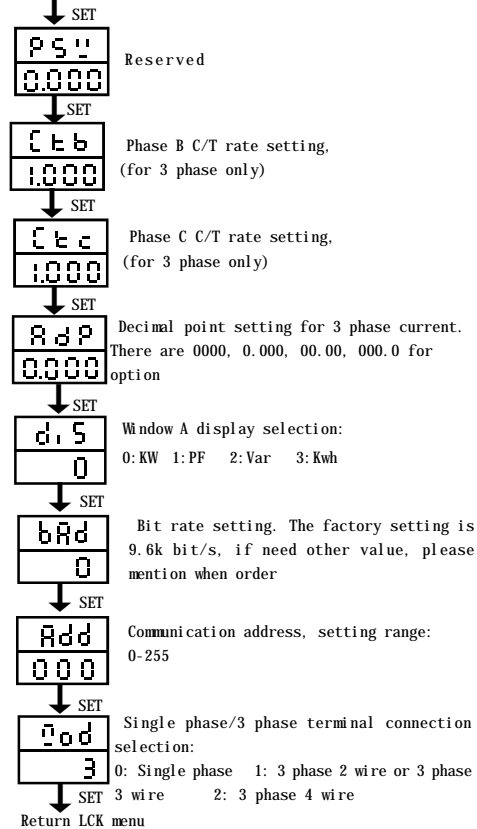 SET
PSW
0.000
Reserved
SET
Ctb
1.000
Phase B C/T rate setting,
(for 3 phase only)
SET
Ctc
1.000
Phase C C/T rate setting,
(for 3 phase only)
SET
AdP
0.000
Decimal point setting for 3 phase current.
There are 0000, 0.000, 00.00, 000.0 for
option
SET
diS
0
Window A display selection:
0:KW 1:PF 2:Var 3:Kwh
SET
bAd
0
Bit rate setting. The factory setting is
9.6k bit/s, if need other value, please
mention when order
SET
Add
000
Communication address, setting range:
0-255
SET
nod
3
Single phase/3 phase terminal connection
selection:
0: Single phase 1: 3 phase 2 wire or 3 phase
3 wire 2: 3 phase 4 wire
SET
Return LCK menu